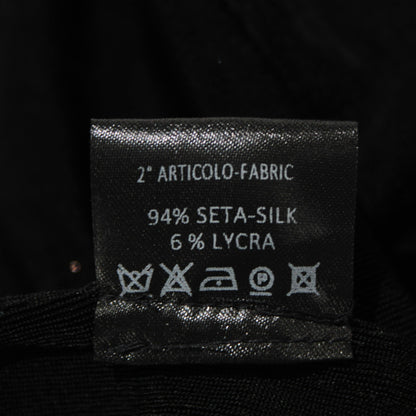 2° ARTICOLO-FABRIC
94% SETA-SILK
6 % LYCRA
P